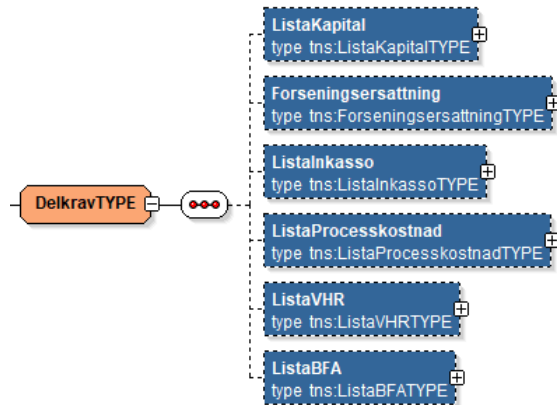 ListaKapital
type tns:ListaKapitalTYPE
Forseningsersattning
type tns:ForseningsersattningTYPE
ListaInkasso
type tns:ListaInkassoTYPE
DelkravTYPE
ListaProcesskostnad
type tns:ListaProcesskostnadTYPE
ListaVHR
type tns:ListaVHRTYPE
ListaBFA
type tns:ListaBFATYPE